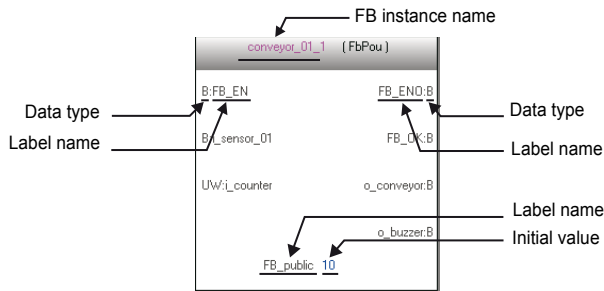 FB instance name
conveyor_01_1 (FbPou)
B:FB_EN FB_ENO:B
Data type Data type
Label name B:i_sensor_01 FB_OK:B Label name
UW:i_counter o_conveyor:B
Label name
o_buzzer:B Initial value
FB_public 10